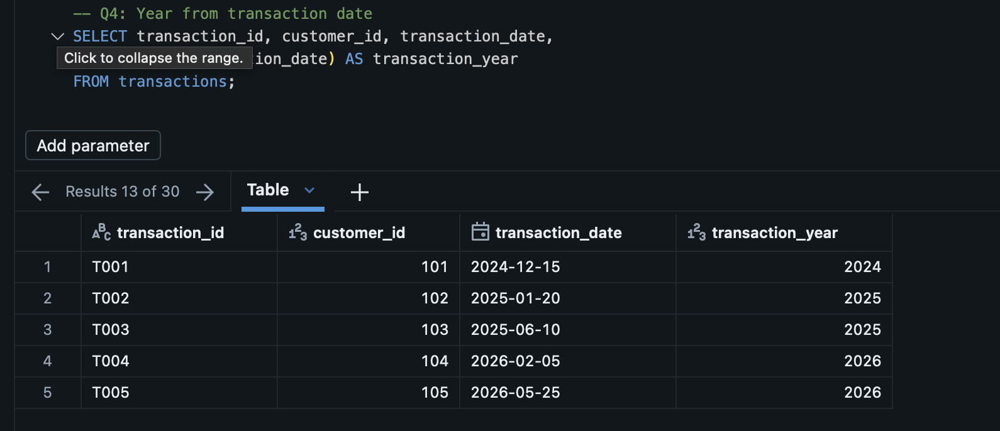 -- Q4: Year from transaction date
SELECT transaction_id, customer_id, transaction_date,
Click to collapse the range.
ion_date) AS transaction_year
FROM transactions;
Add parameter
Results 13 of 30
Table
transaction_id customer_id transaction_date transaction_year
1 T001 101 2024-12-15 2024
2 T002 102 2025-01-20 2025
3 T003 103 2025-06-10 2025
4 T004 104 2026-02-05 2026
5 T005 105 2026-05-25 2026